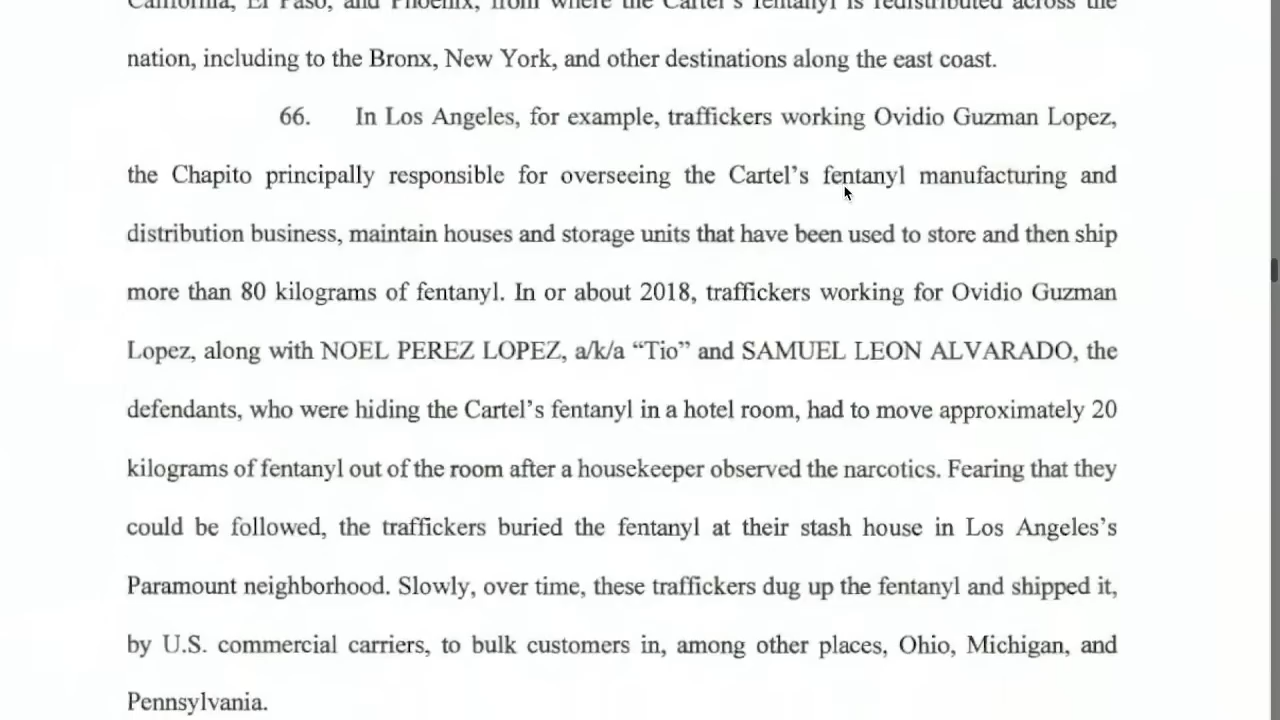 California, El Paso, and Phoenix, from where the Cartel's fentanyl is redistributed across the
nation, including to the Bronx, New York, and other destinations along the east coast.
66. In Los Angeles, for example, traffickers working Ovidio Guzman Lopez,
the Chapito principally responsible for overseeing the Cartel's fentanyl manufacturing and
distribution business, maintain houses and storage units that have been used to store and then ship
more than 80 kilograms of fentanyl. In or about 2018, traffickers working for Ovidio Guzman
Lopez, along with NOEL PEREZ LOPEZ, a/k/a “Tio” and SAMUEL LEON ALVARADO, the
defendants, who were hiding the Cartel's fentanyl in a hotel room, had to move approximately 20
kilograms of fentanyl out of the room after a housekeeper observed the narcotics. Fearing that they
could be followed, the traffickers buried the fentanyl at their stash house in Los Angeles's
Paramount neighborhood. Slowly, over time, these traffickers dug up the fentanyl and shipped it,
by U.S. commercial carriers, to bulk customers in, among other places, Ohio, Michigan, and
Pennsylvania.